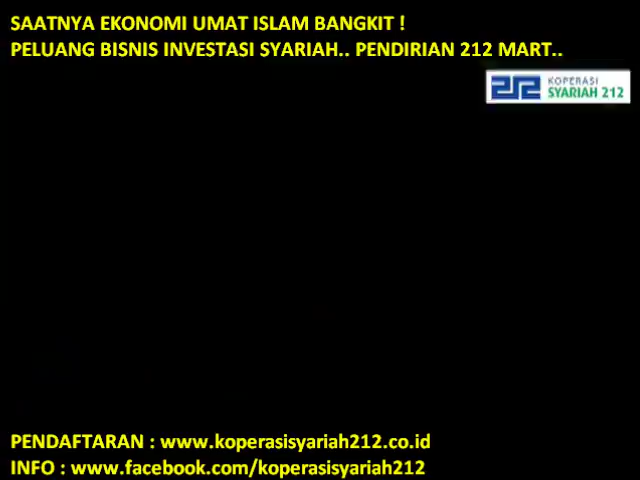 SAATNYA EKONOMI UMAT ISLAM BANGKIT !
PELUANG BISNIS INVESTASI SYARIAH.. PENDIRIAN 212 MART..
212 KOPERASI
SYARIAH 212
PENDAFTARAN : www.koperasisyariah212.co.id
INFO : www.facebook.com/koperasisyariah212